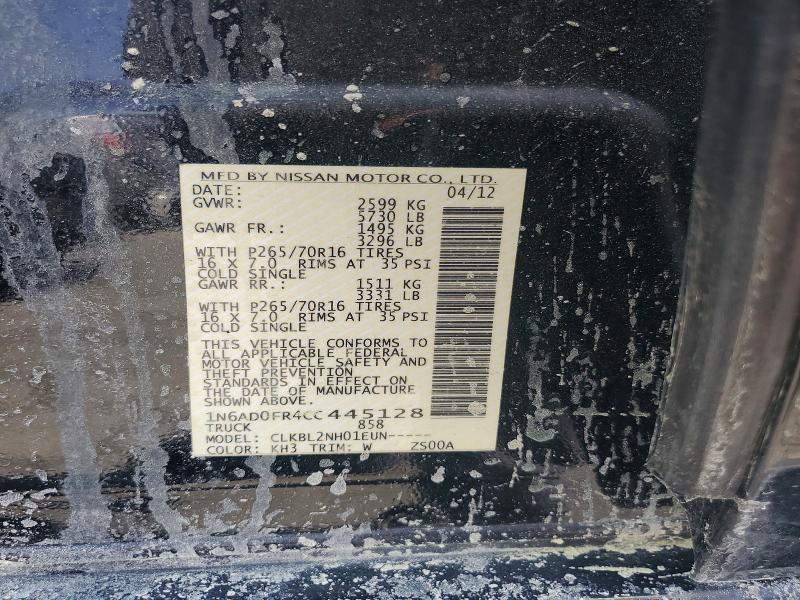 MFD BY NISSAN MOTOR CO., LTD.
DATE: 04/12
GVWR: 2599 KG
5730 LB
GAWR FR.: 1495 KG
3296 LB
WITH P265/70R16 TIRES
16 X 7.0 RIMS AT 35 PSI
COLD SINGLE
GAWR RR.: 1511 KG
3331 LB
WITH P265/70R16 TIRES
16 X 7.0 RIMS AT 35 PSI
COLD SINGLE
THIS VEHICLE CONFORMS TO
ALL APPLICABLE FEDERAL
MOTOR VEHICLE SAFETY AND
THEFT PREVENTION
STANDARDS IN EFFECT ON
THE DATE OF MANUFACTURE
SHOWN ABOVE.
1N6AD0FR4CC445128
TRUCK 858
MODEL: CLKBL2NH01EUN-----
COLOR: KH3 TRIM: W ZS00A